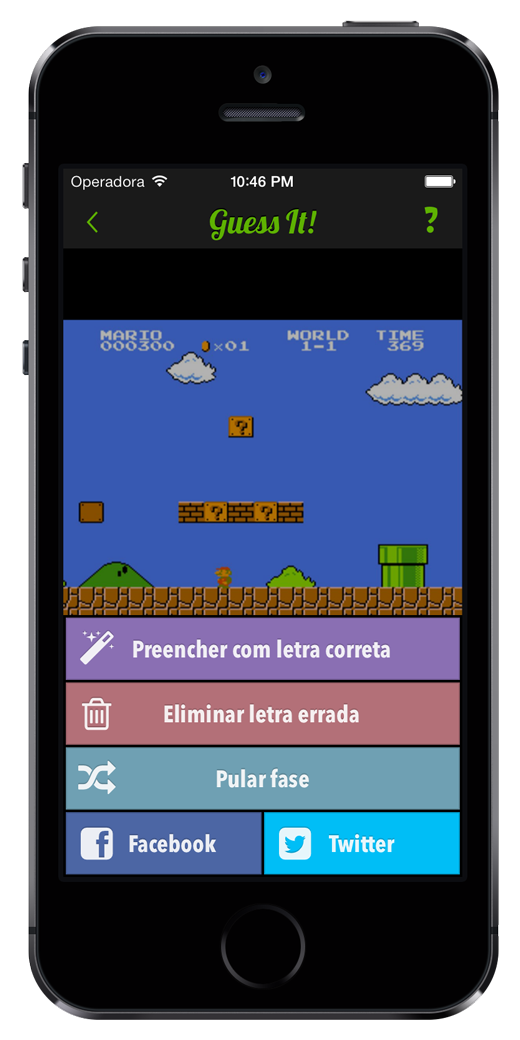 Operadora 10:46 PM
Guess It! ?
MARIO WORLD TIME
000300 ×01 1-1 369
?
? ?
Preencher com letra correta
Eliminar letra errada
Pular fase
f Facebook Twitter